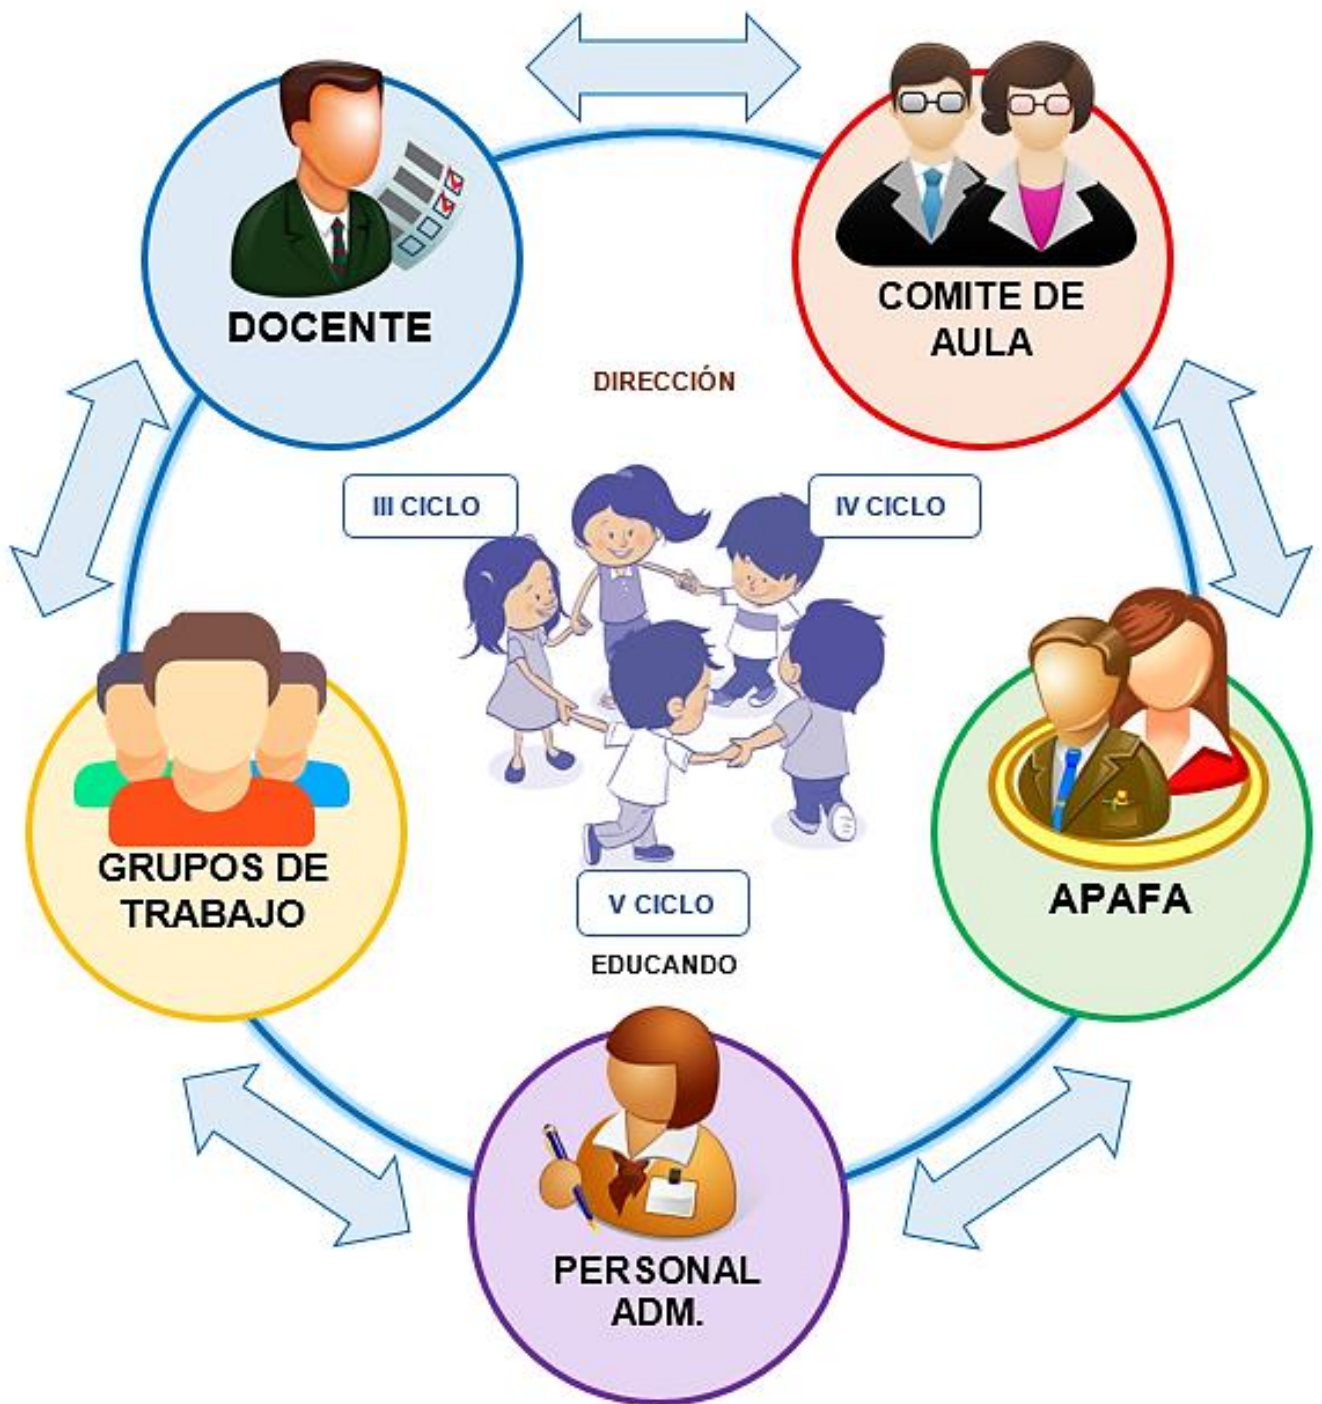 DOCENTE
COMITE DE
AULA
DIRECCIÓN
III CICLO
IV CICLO
GRUPOS DE
TRABAJO
APAFA
V CICLO
EDUCANDO
PERSONAL
ADM.